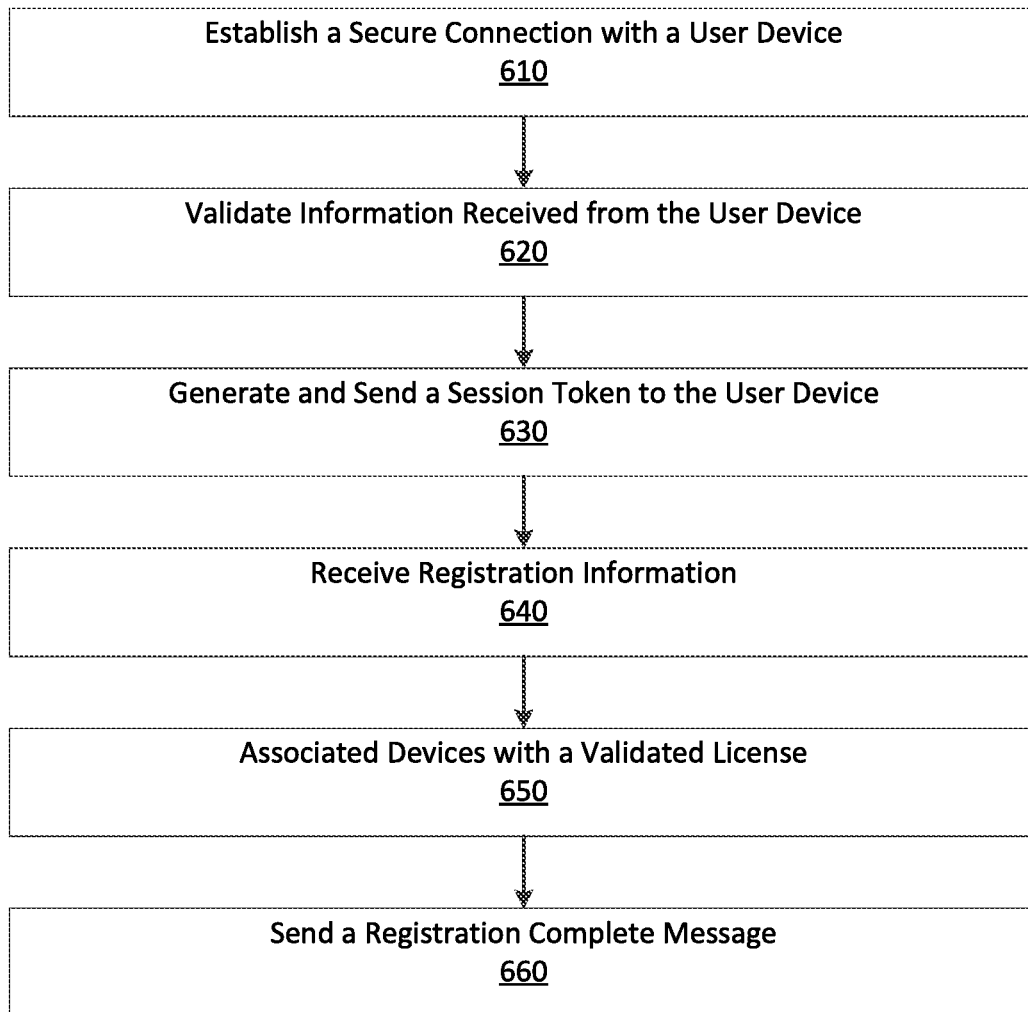 Establish a Secure Connection with a User Device
610
Validate Information Received from the User Device
620
Generate and Send a Session Token to the User Device
630
Receive Registration Information
640
Associated Devices with a Validated License
650
Send a Registration Complete Message
660